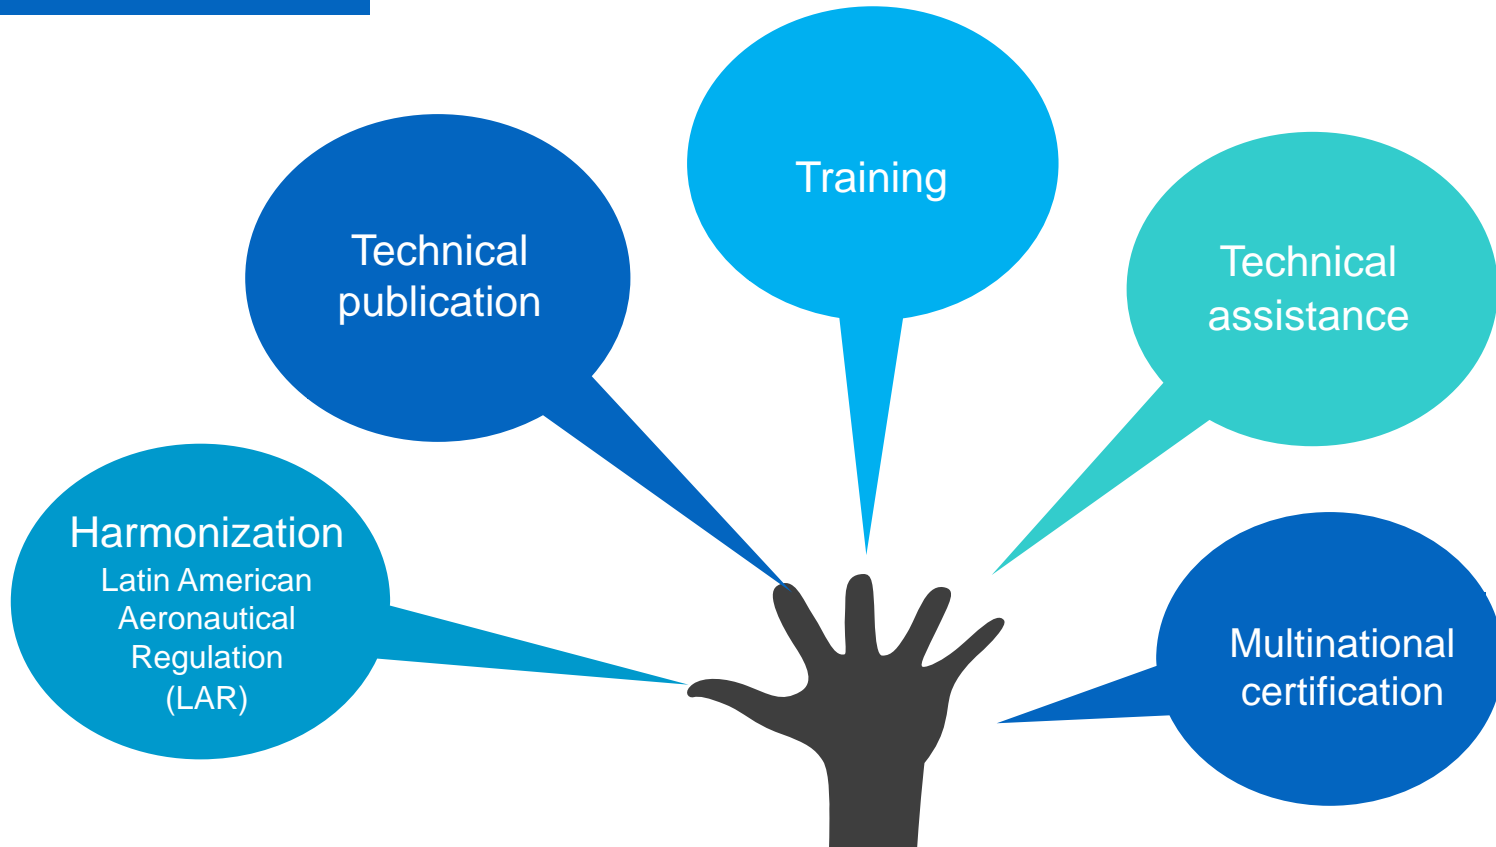 Training
Technical
publication
Technical
assistance
Harmonization
Latin American
Aeronautical
Regulation
(LAR)
Multinational
certification